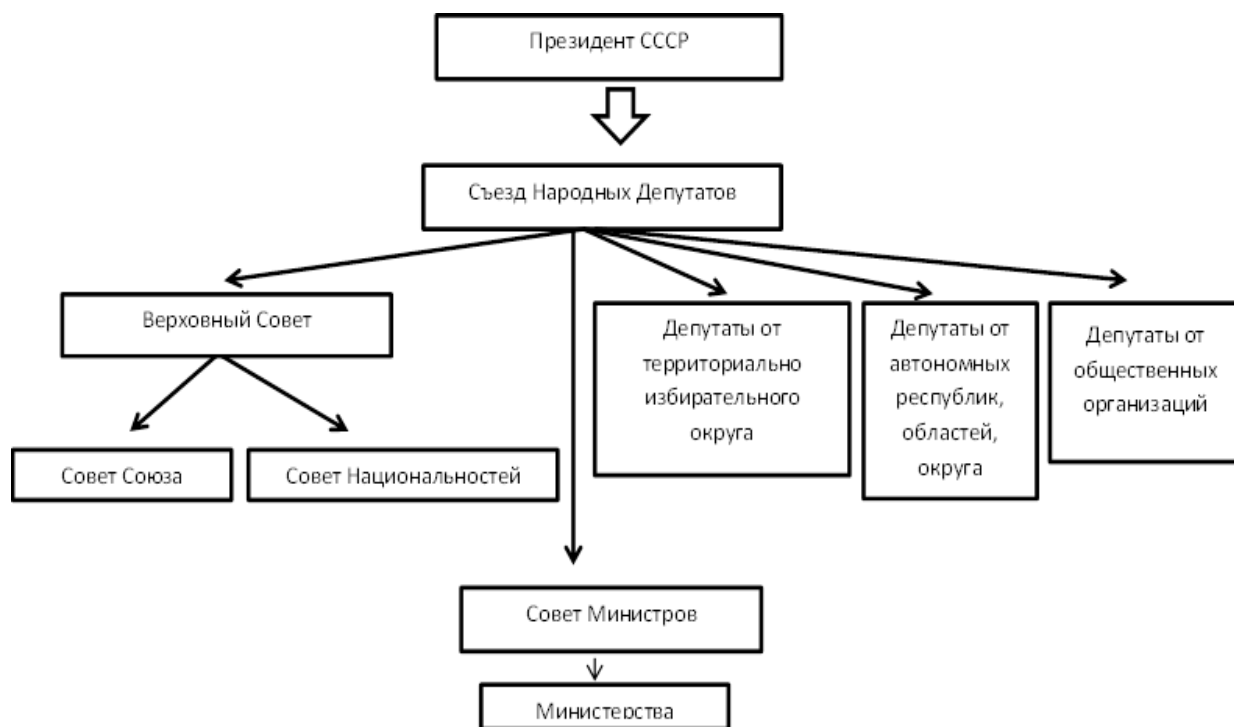 Президент СССР
Съезд Народных Депутатов
Верховный Совет
Депутаты от
территориально
избирательного
округа
Депутаты от
автономных
республик,
областей,
округа
Депутаты от
общественных
организаций
Совет Союза
Совет Национальностей
Совет Министров
Министерства